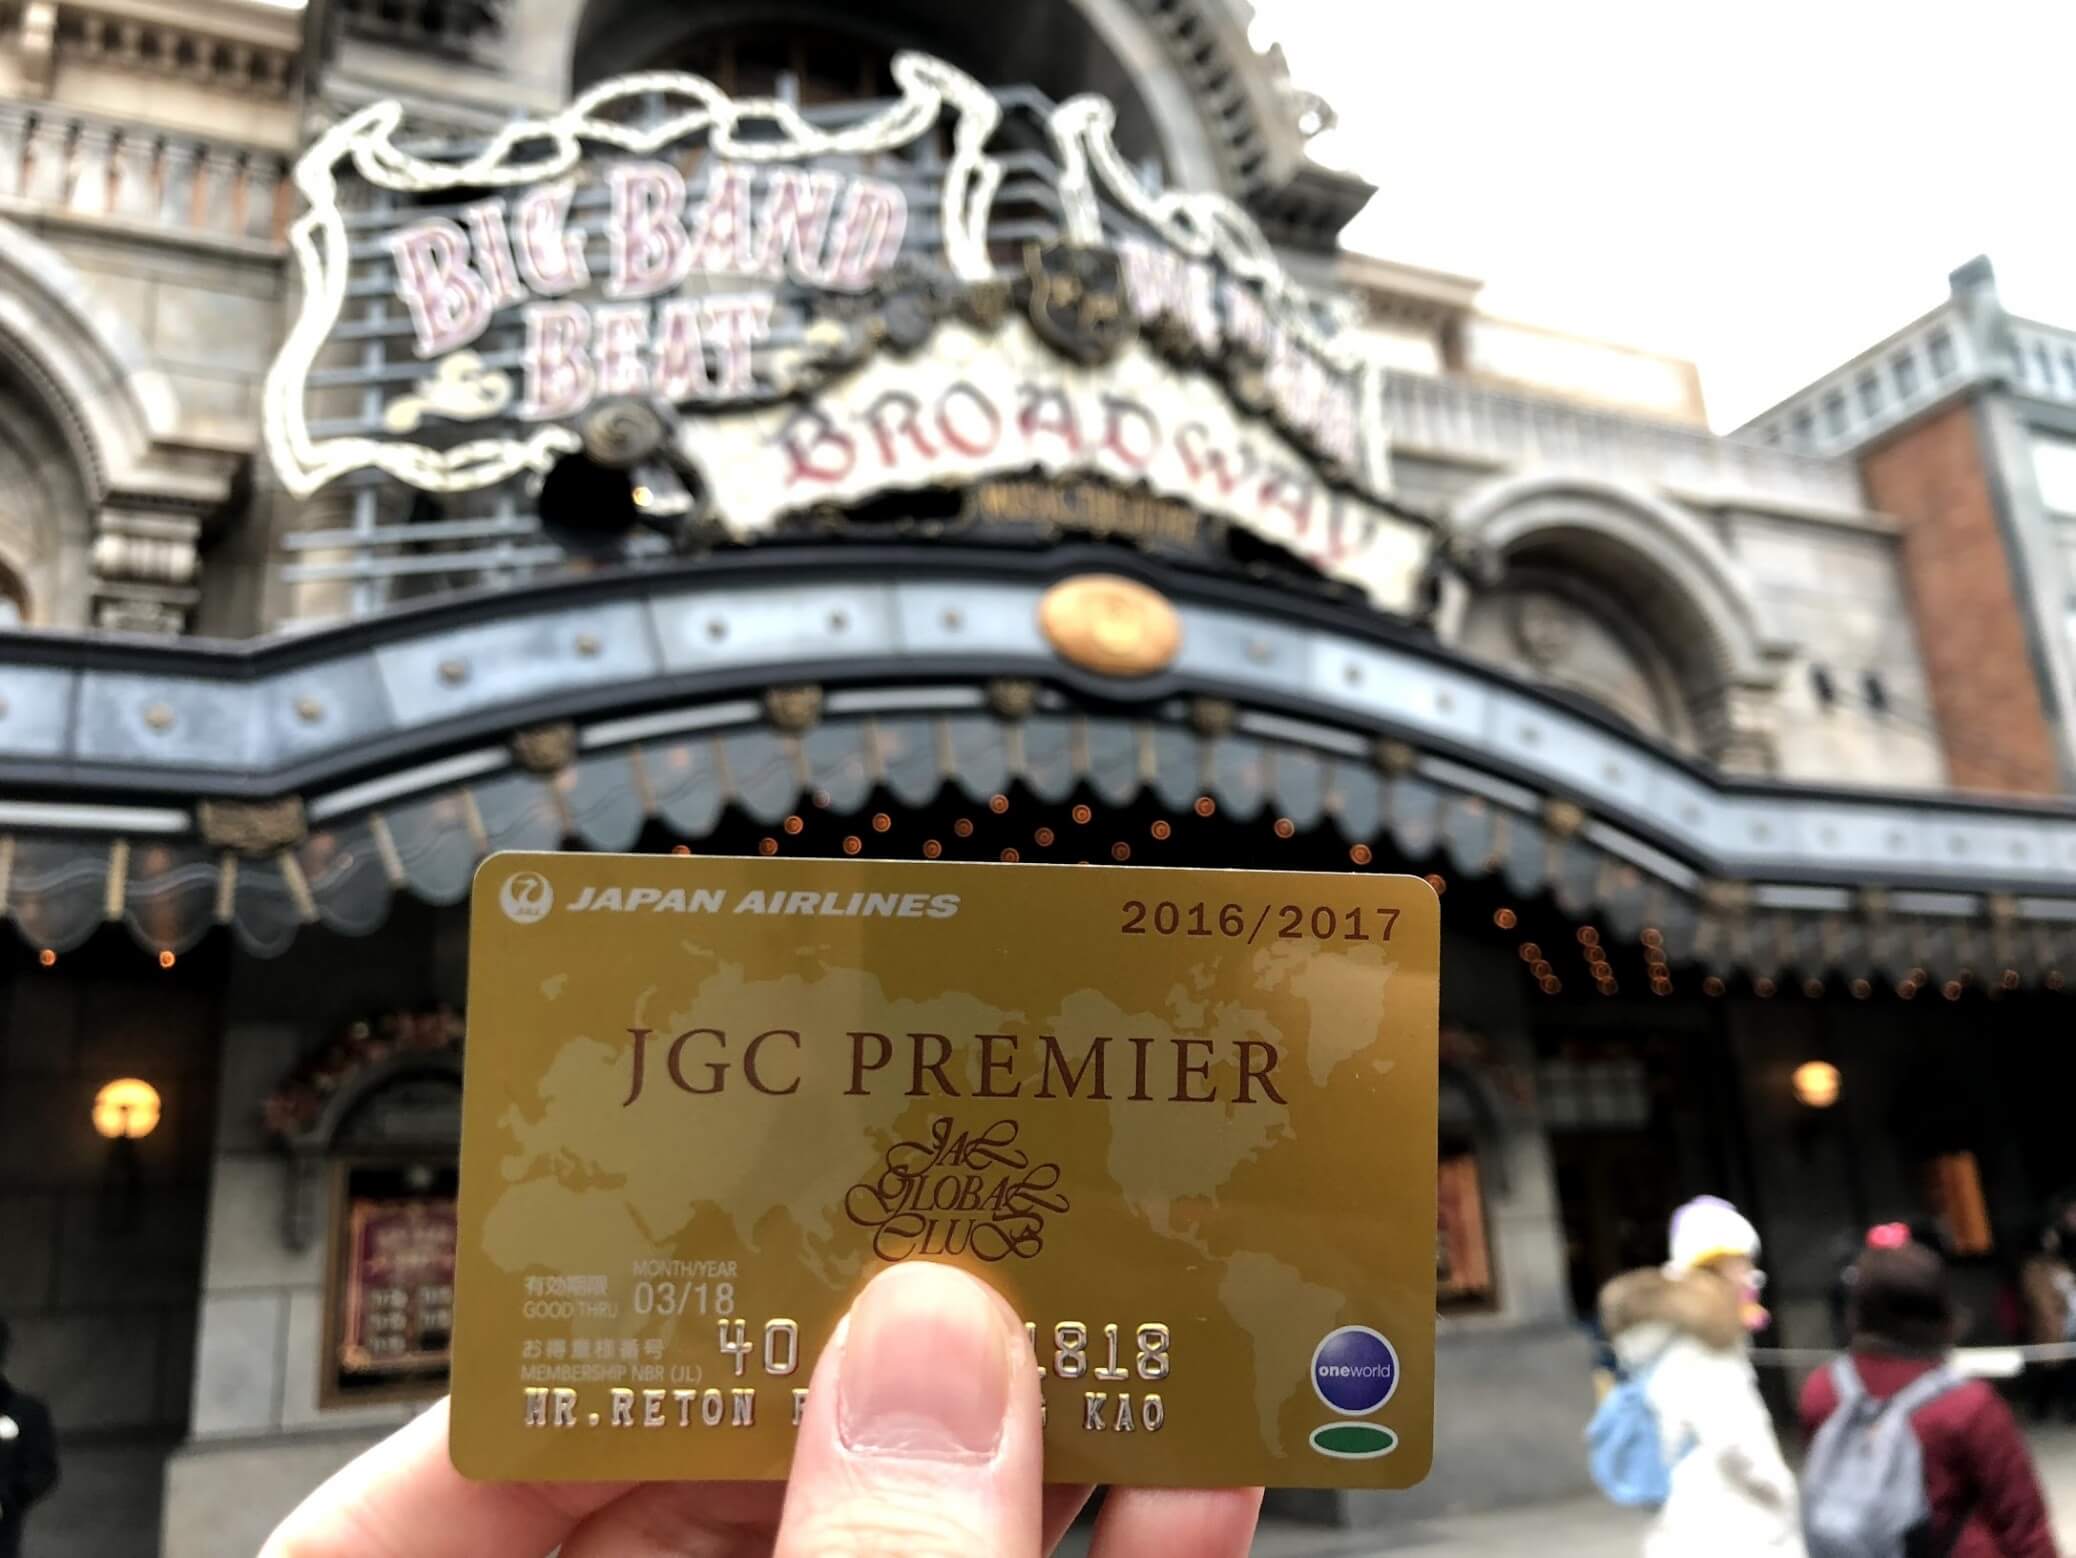 BIG BAND
BEAT
BROADWAY
MUSIC THEATRE
JAPAN AIRLINES
2016/2017
JGC PREMIER
JAL
GLOBAL
CLUB
MONTH/YEAR
有効期限
GOOD THRU 03/18
お得意様番号
MEMBERSHIP NBR (JL) 40 1818
MR.RETON KAO
oneworld